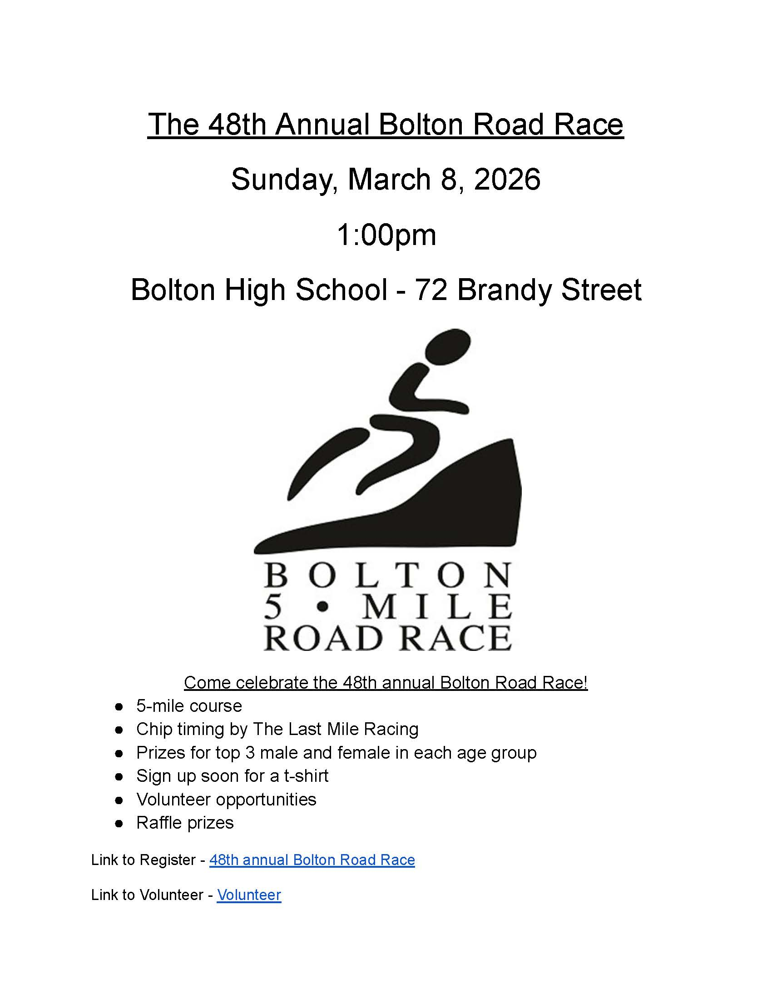 The 48th Annual Bolton Road Race
Sunday, March 8, 2026
1:00pm
Bolton High School - 72 Brandy Street
BOLTON
5 • MILE
ROAD RACE
Come celebrate the 48th annual Bolton Road Race!
● 5-mile course
● Chip timing by The Last Mile Racing
● Prizes for top 3 male and female in each age group
● Sign up soon for a t-shirt
● Volunteer opportunities
● Raffle prizes
Link to Register - 48th annual Bolton Road Race
Link to Volunteer - Volunteer